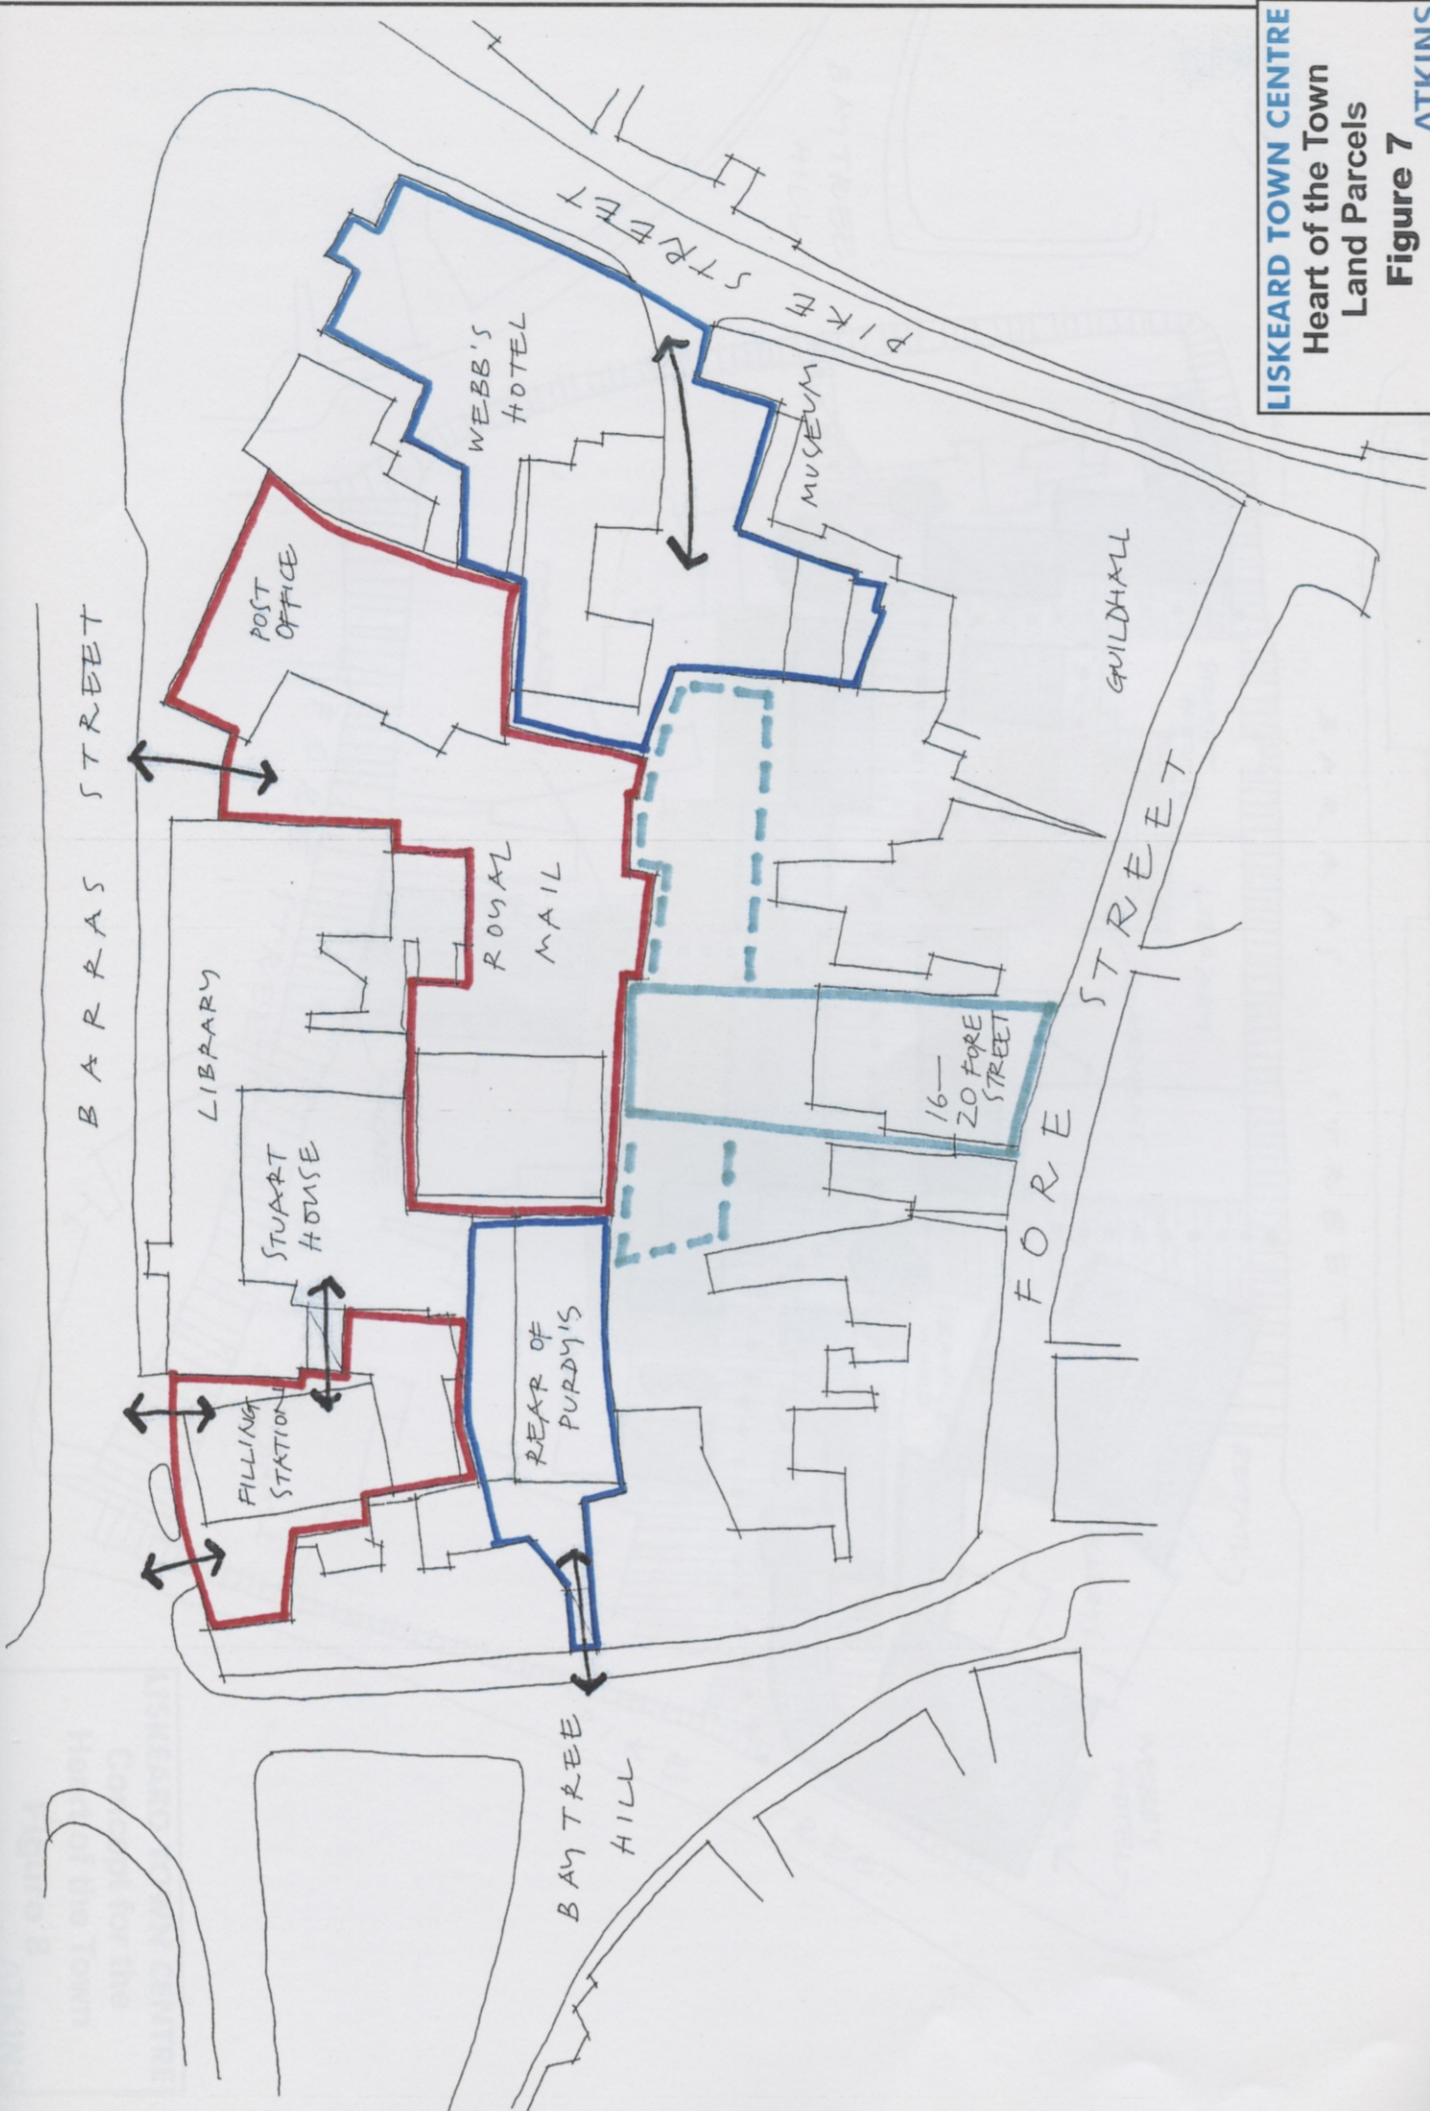 LISKEARD TOWN CENTRE
Heart of the Town
Land Parcels
Figure 7
ATKINS
PIKE STREET
WEBB'S
HOTEL
MUSEUM
POST
OFFICE
GUILDHALL
BARRAS STREET
ROYAL
MAIL
LIBRARY
16—
20 FORE
STREET
FORE STREET
STUART
HOUSE
FILLING
STATION
REAR OF
PURDY'S
BAYTREE
HILL